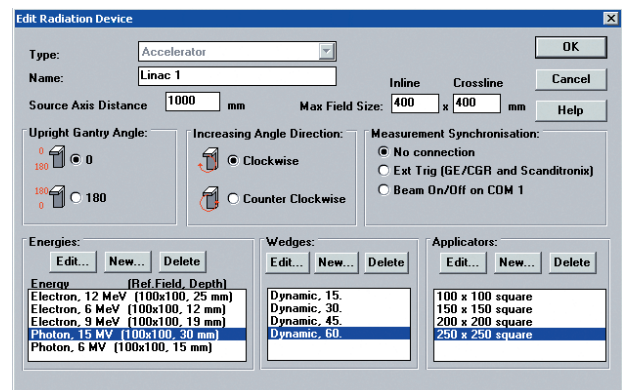 Edit Radiation Device
Type: Accelerator OK
Name: Linac 1 Inline Crossline Cancel
Source Axis Distance 1000 mm Max Field Size: 400 x 400 mm Help
Upright Gantry Angle: Increasing Angle Direction: Measurement Synchronisation:
0 180 0 Clockwise No connection
Ext Trig (GE/CGR and Scanditronix)
180 0 180 Counter Clockwise Beam On/Off on COM 1
Energies: Wedges: Applicators:
Edit... New... Delete Edit... New... Delete Edit... New... Delete
Energy (Ref.Field, Depth)
Electron, 12 MeV (100x100, 25 mm) Dynamic, 15. 100 x 100 square
Electron, 6 MeV (100x100, 12 mm) Dynamic, 30. 150 x 150 square
Electron, 9 MeV (100x100, 19 mm) Dynamic, 45. 200 x 200 square
Photon, 15 MV (100x100, 30 mm) Dynamic, 60. 250 x 250 square
Photon, 6 MV (100x100, 15 mm)